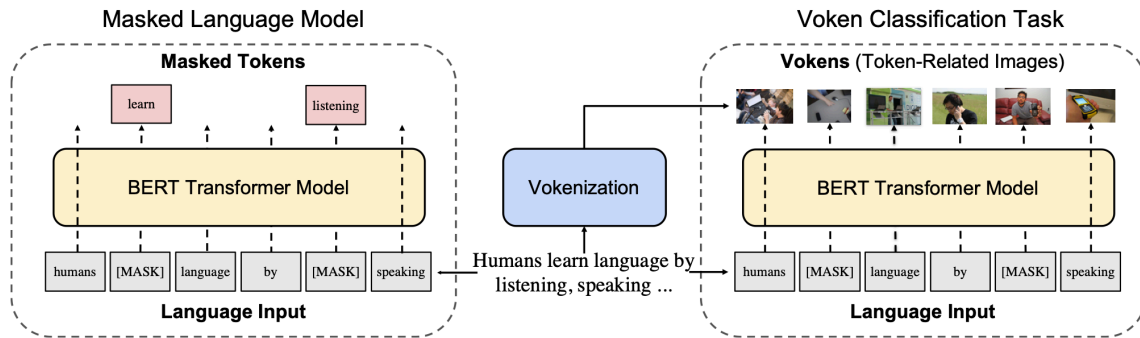 Masked Language Model
Masked Tokens
learn
listening
BERT Transformer Model
humans
[MASK]
language
by
[MASK]
speaking
Language Input
Vokenization
Humans learn language by
listening, speaking ...
Voken Classification Task
Vokens (Token-Related Images)
BERT Transformer Model
humans
[MASK]
language
by
[MASK]
speaking
Language Input